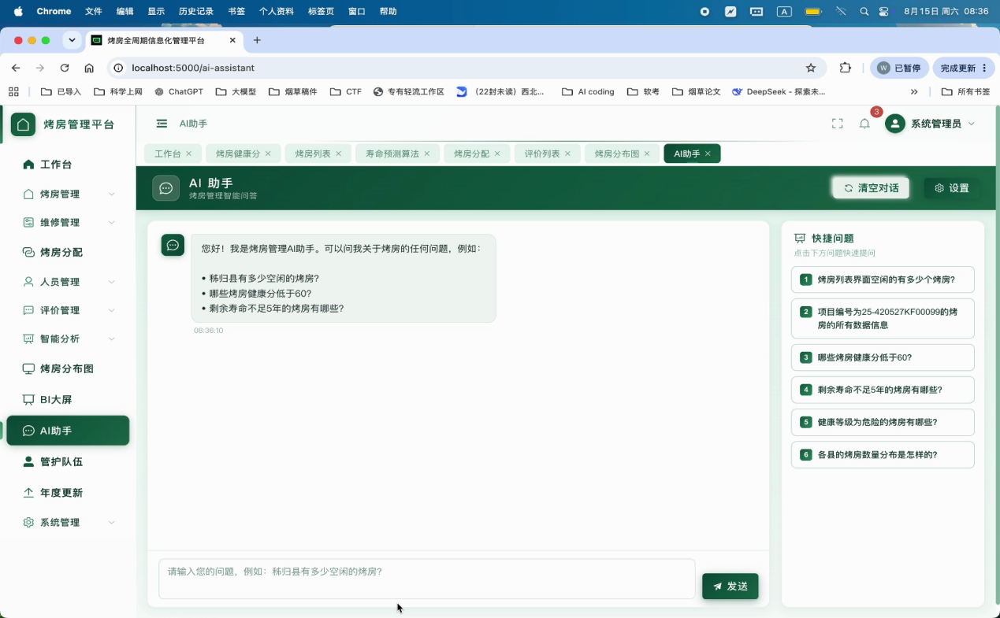 Chrome 文件 编辑 显示 历史记录 书签 个人资料 标签页 窗口 帮助 A 8月15日 周六 08:36
烤房全周期信息化管理平台
localhost:5000/ai-assistant W 已暂停 完成更新
已导入 科学上网 ChatGPT 大模型 烟草稿件 CTF 专有轻流工作区 (22封未读) 西北... AI coding 软考 烟草论文 DeepSeek - 探索未... 所有书签
烤房管理平台
AI助手
3
系统管理员
工作台 烤房健康分 烤房列表 寿命预测算法 烤房分配 评价列表 烤房分布图 AI助手
工作台
烤房管理
维修管理
烤房分配
人员管理
评价管理
智能分析
烤房分布图
BI大屏
AI助手
管护队伍
年度更新
系统管理
AI 助手
烤房管理智能问答
清空对话
设置
您好！我是烤房管理AI助手。可以问我关于烤房的任何问题，例如：
• 秭归县有多少空闲的烤房?
• 哪些烤房健康分低于60?
• 剩余寿命不足5年的烤房有哪些?
08:36:10
请输入您的问题，例如：秭归县有多少空闲的烤房?
发送
快捷问题
点击下方问题快速提问
1 烤房列表界面空闲的有多少个烤房?
2 项目编号为25-420527KF00099的烤
房的所有数据信息
3 哪些烤房健康分低于60?
4 剩余寿命不足5年的烤房有哪些?
5 健康等级为危险的烤房有哪些?
6 各县的烤房数量分布是怎样的?